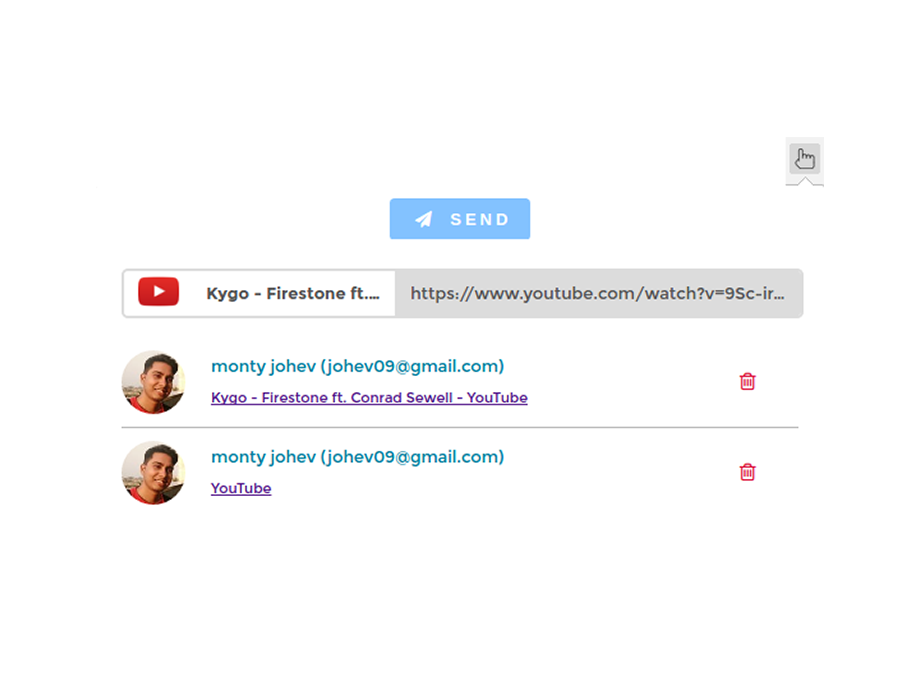 SEND
Kygo - Firestone ft.... https://www.youtube.com/watch?v=9Sc-ir...
monty johev (johev09@gmail.com)
Kygo - Firestone ft. Conrad Sewell - YouTube
monty johev (johev09@gmail.com)
YouTube